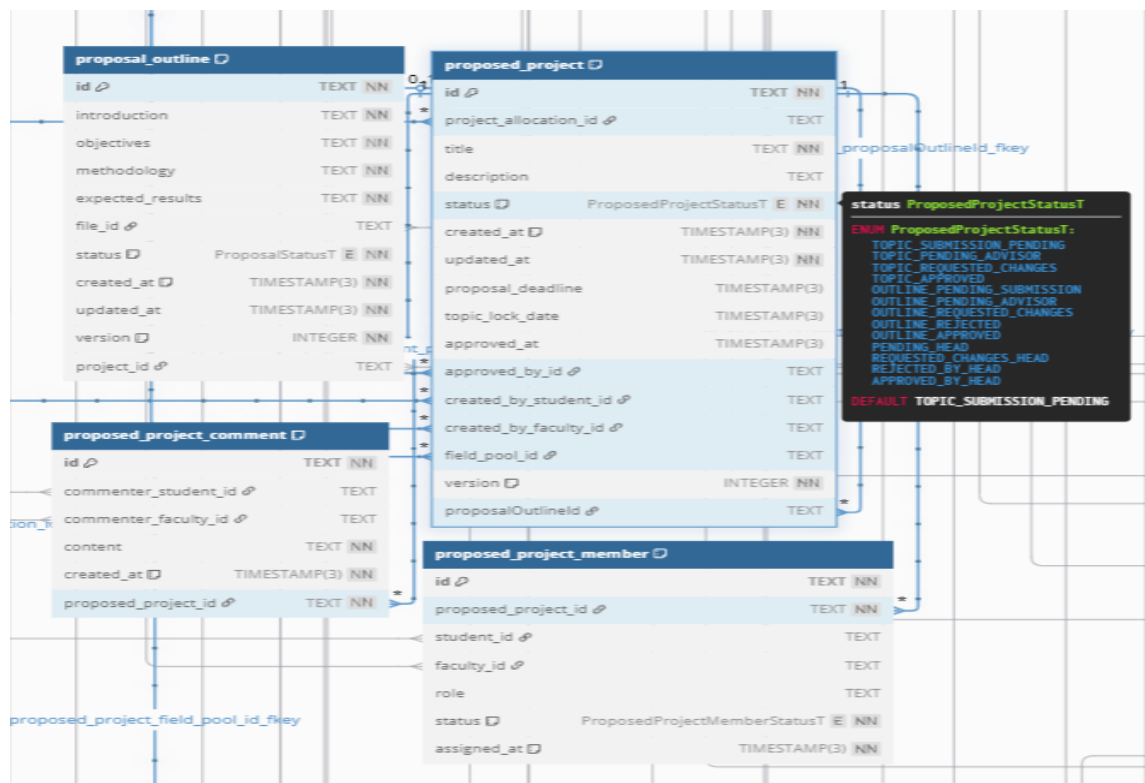 proposal_outline
id TEXT NN
introduction TEXT NN
objectives TEXT NN
methodology TEXT NN
expected_results TEXT NN
file_id TEXT
status ProposalStatusT E NN
created_at TIMESTAMP(3) NN
updated_at TIMESTAMP(3) NN
version INTEGER NN
project_id TEXT
proposed_project
id TEXT NN
project_allocation_id TEXT
title TEXT NN
description TEXT
status ProposedProjectStatusT E NN
created_at TIMESTAMP(3) NN
updated_at TIMESTAMP(3) NN
proposal_deadline TIMESTAMP(3)
topic_lock_date TIMESTAMP(3)
approved_at TIMESTAMP(3)
approved_by_id TEXT
created_by_student_id TEXT
created_by_faculty_id TEXT
field_pool_id TEXT
version INTEGER NN
proposalOutlineId TEXT
_proposalOutlineId_fkey
status ProposedProjectStatusT
ENUM ProposedProjectStatusT:
TOPIC_SUBMISSION_PENDING
TOPIC_PENDING_ADVISOR
TOPIC_REQUESTED_CHANGES
TOPIC_APPROVED
OUTLINE_PENDING_SUBMISSION
OUTLINE_PENDING_ADVISOR
OUTLINE_REQUESTED_CHANGES
OUTLINE_REJECTED
OUTLINE_APPROVED
PENDING_HEAD
REQUESTED_CHANGES_HEAD
REJECTED_BY_HEAD
APPROVED_BY_HEAD
DEFAULT TOPIC_SUBMISSION_PENDING
proposed_project_comment
id TEXT NN
commenter_student_id TEXT
commenter_faculty_id TEXT
content TEXT NN
created_at TIMESTAMP(3) NN
proposed_project_id TEXT NN
proposed_project_member
id TEXT NN
proposed_project_id TEXT NN
student_id TEXT
faculty_id TEXT
role TEXT
status ProposedProjectMemberStatusT E NN
assigned_at TIMESTAMP(3) NN
proposed_project_field_pool_id_fkey